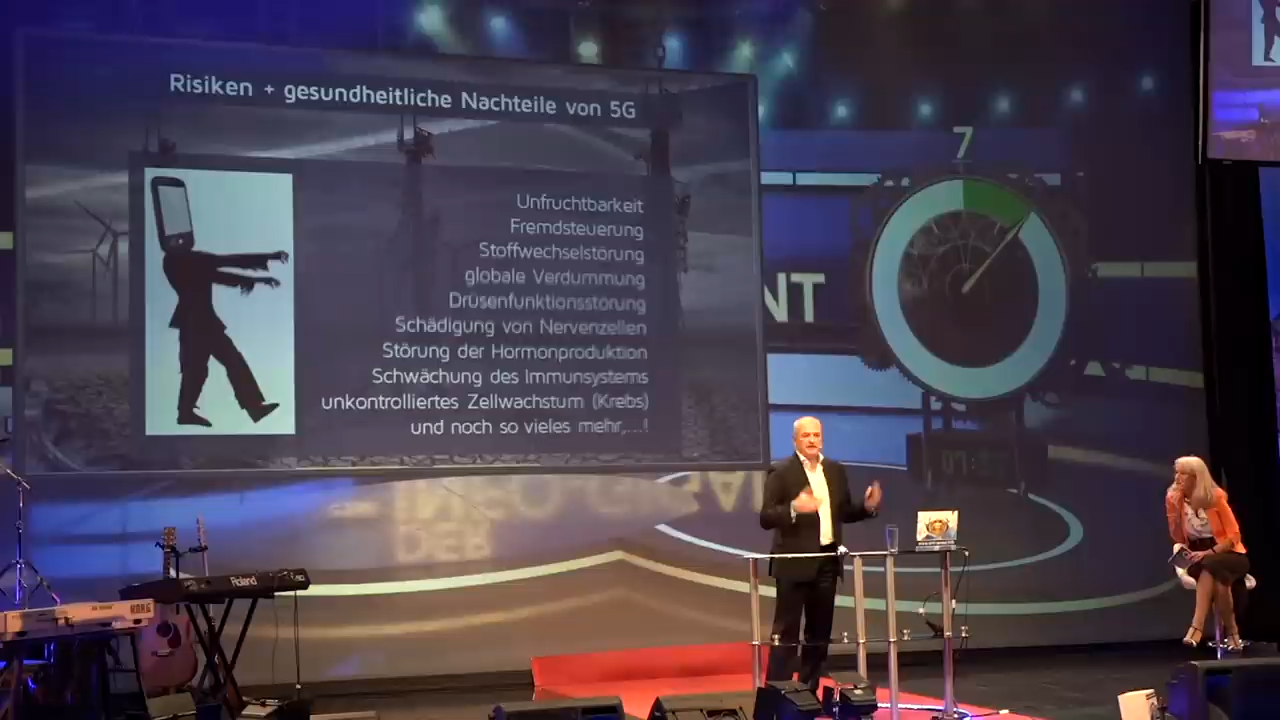 Risiken + gesundheitliche Nachteile von 5G
Unfruchtbarkeit
Fremdsteuerung
Stoffwechselstörung
globale Verdummung
Drüsenfunktionsstörung
Schädigung von Nervenzellen
Störung der Hormonproduktion
Schwächung des Immunsystems
unkontrolliertes Zellwachstum (Krebs)
und noch so vieles mehr,...!
7
NT
DER
Roland
KORG